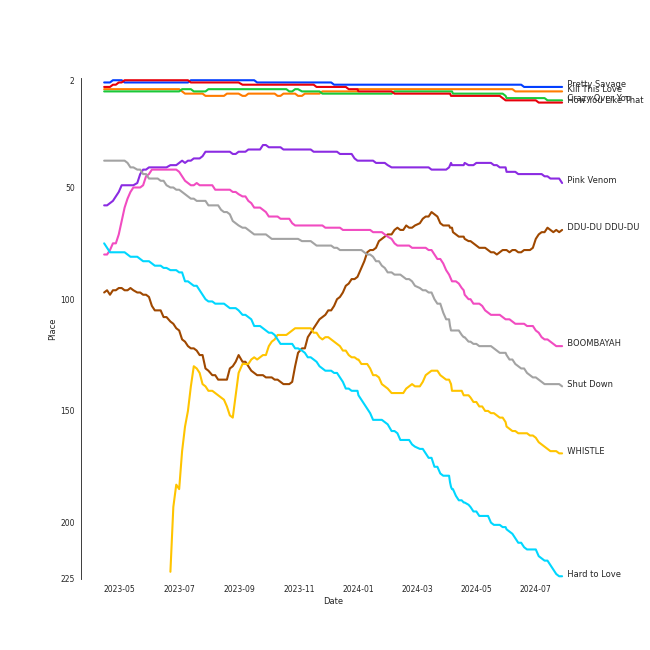 2
50
100
150
200
225
Place
2023-05
2023-07
2023-09
2023-11
2024-01
2024-03
2024-05
2024-07
Date
Pretty Savage
Kill This Love
Crazy Over You
How You Like That
Pink Venom
DDU-DU DDU-DU
BOOMBAYAH
Shut Down
WHISTLE
Hard to Love